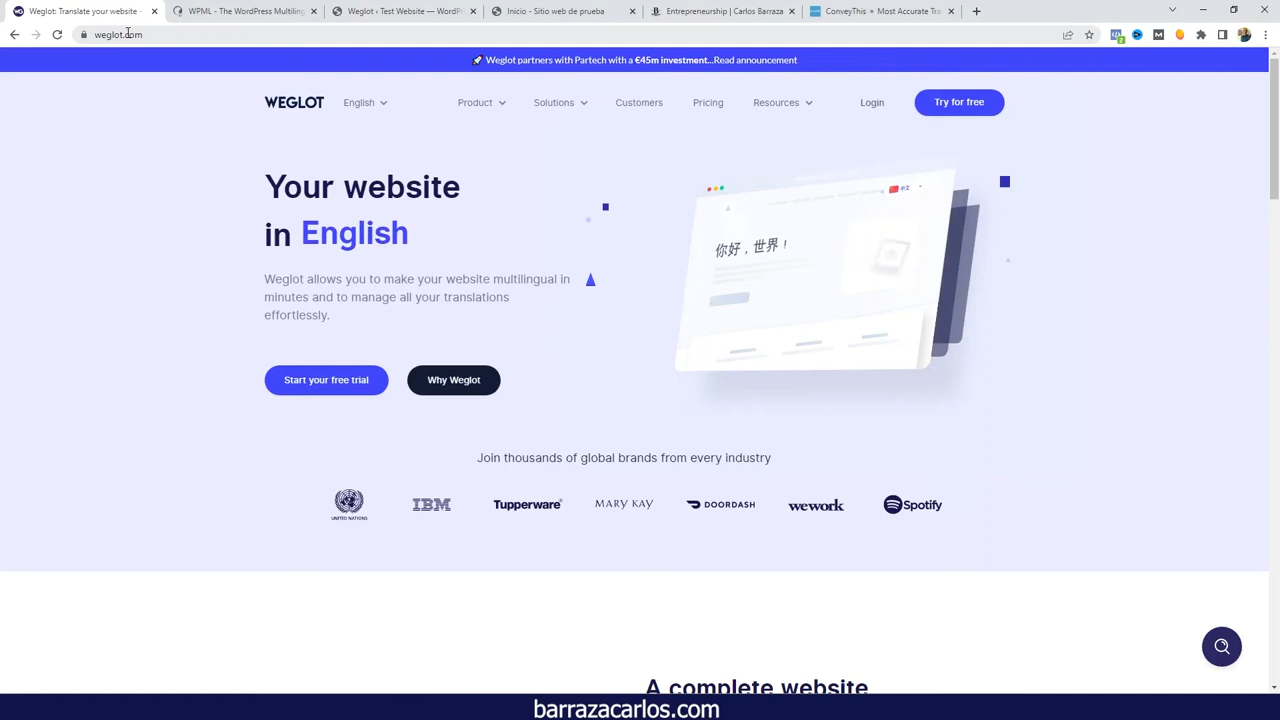 Weglot: Translate your website -
WPML - The WordPress Multiling
Weglot ‹ Test Website — WordP
Inicio - Sitio web de prueba
Entrepreneurship | Carlos Barraza
ConveyThis ⚬ Most Accurate Tra
weglot.com
2
Weglot partners with Partech with a €45m investment...Read announcement
WEGLOT
English
Product
Solutions
Customers
Pricing
Resources
Login
Try for free
Your website
in English
Weglot allows you to make your website multilingual in
minutes and to manage all your translations
effortlessly.
中文
你好，世界！
Start your free trial
Why Weglot
Join thousands of global brands from every industry
UNITED NATIONS
IBM
Tupperware®
MARY KAY
DOORDASH
wework
Spotify
A complete website
barrazacarlos.com